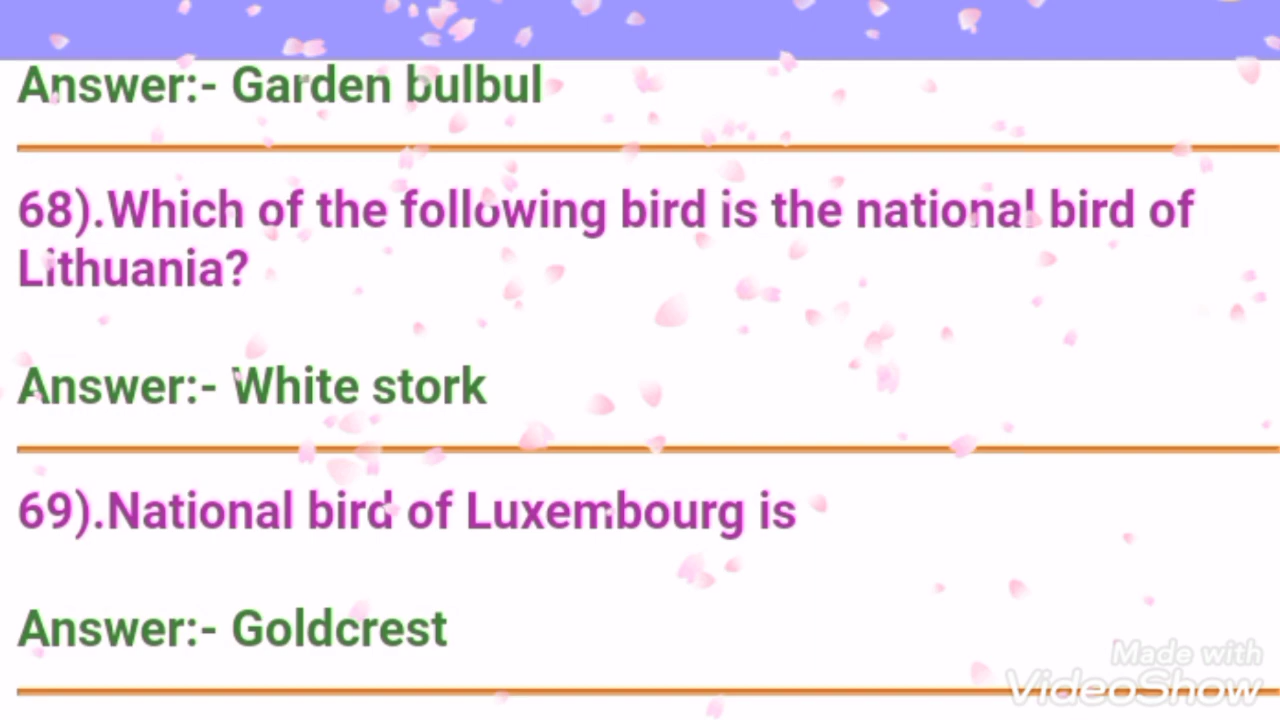 Answer:- Garden bulbul
68).Which of the following bird is the national bird of
Lithuania?
Answer:- White stork
69).National bird of Luxembourg is
Answer:- Goldcrest
Made with
VideoShow